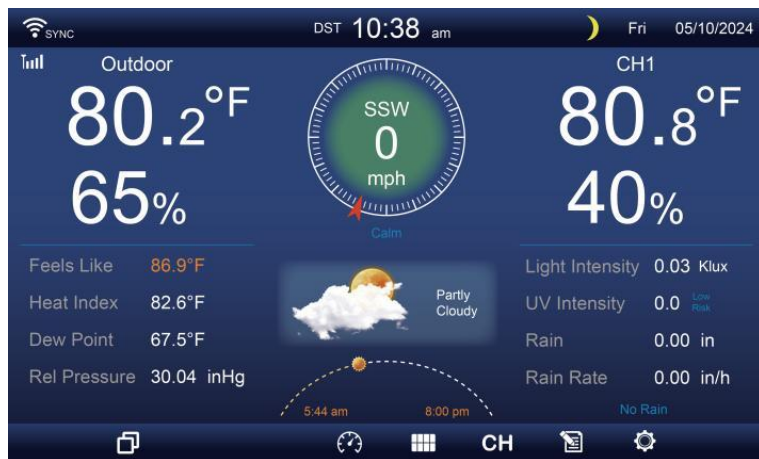 SYNC
DST 10:38 am
Fri 05/10/2024
Outdoor
80.2°F
65%
Feels Like 86.9°F
Heat Index 82.6°F
Dew Point 67.5°F
Rel Pressure 30.04 inHg
SSW
0
mph
Calm
Partly
Cloudy
5:44 am 8:00 pm
CH1
80.8°F
40%
Light Intensity 0.03 Klux
UV Intensity 0.0 Low
Risk
Rain 0.00 in
Rain Rate 0.00 in/h
No Rain
CH